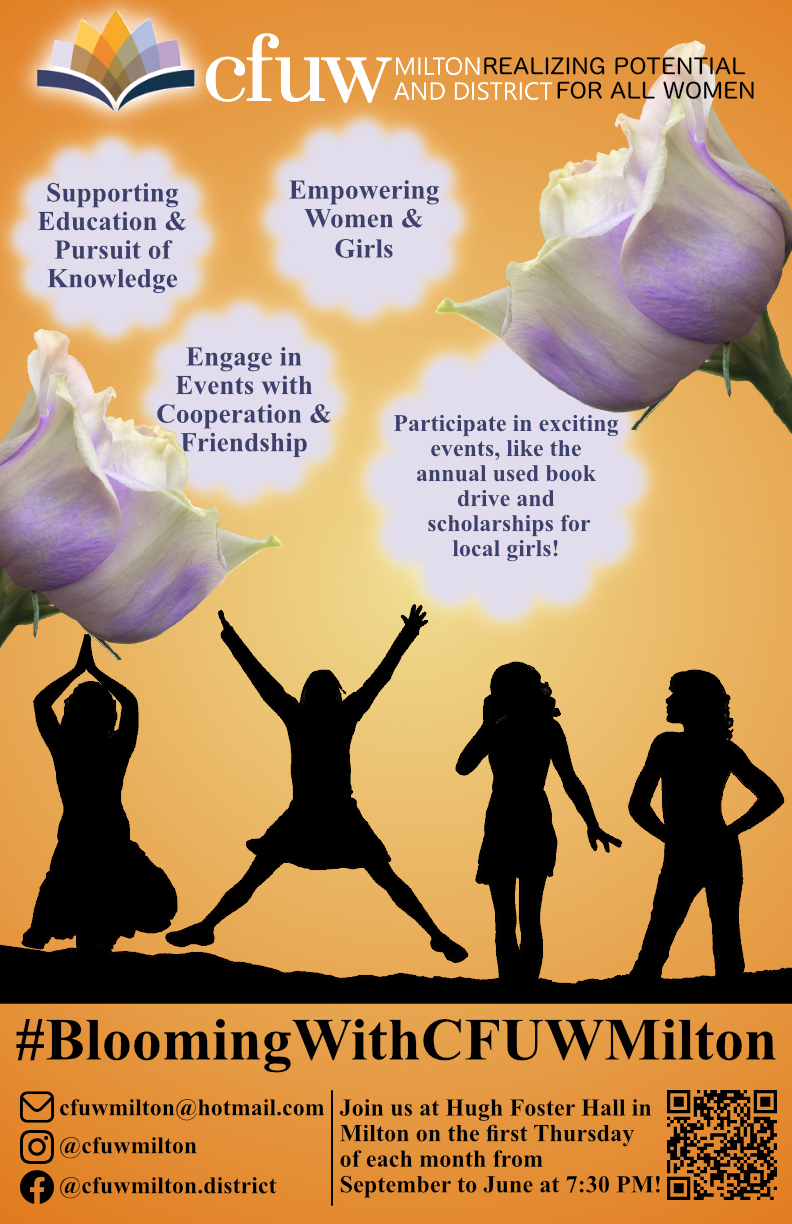 cfuw MILTON REALIZING POTENTIAL
AND DISTRICT FOR ALL WOMEN
Supporting
Education &
Pursuit of
Knowledge
Empowering
Women &
Girls
Engage in
Events with
Cooperation &
Friendship
Participate in exciting
events, like the
annual used book
drive and
scholarships for
local girls!
#BloomingWithCFUWMilton
cfuwmilton@hotmail.com
@cfuwmilton
@cfuwmilton.district
Join us at Hugh Foster Hall in
Milton on the first Thursday
of each month from
September to June at 7:30 PM!